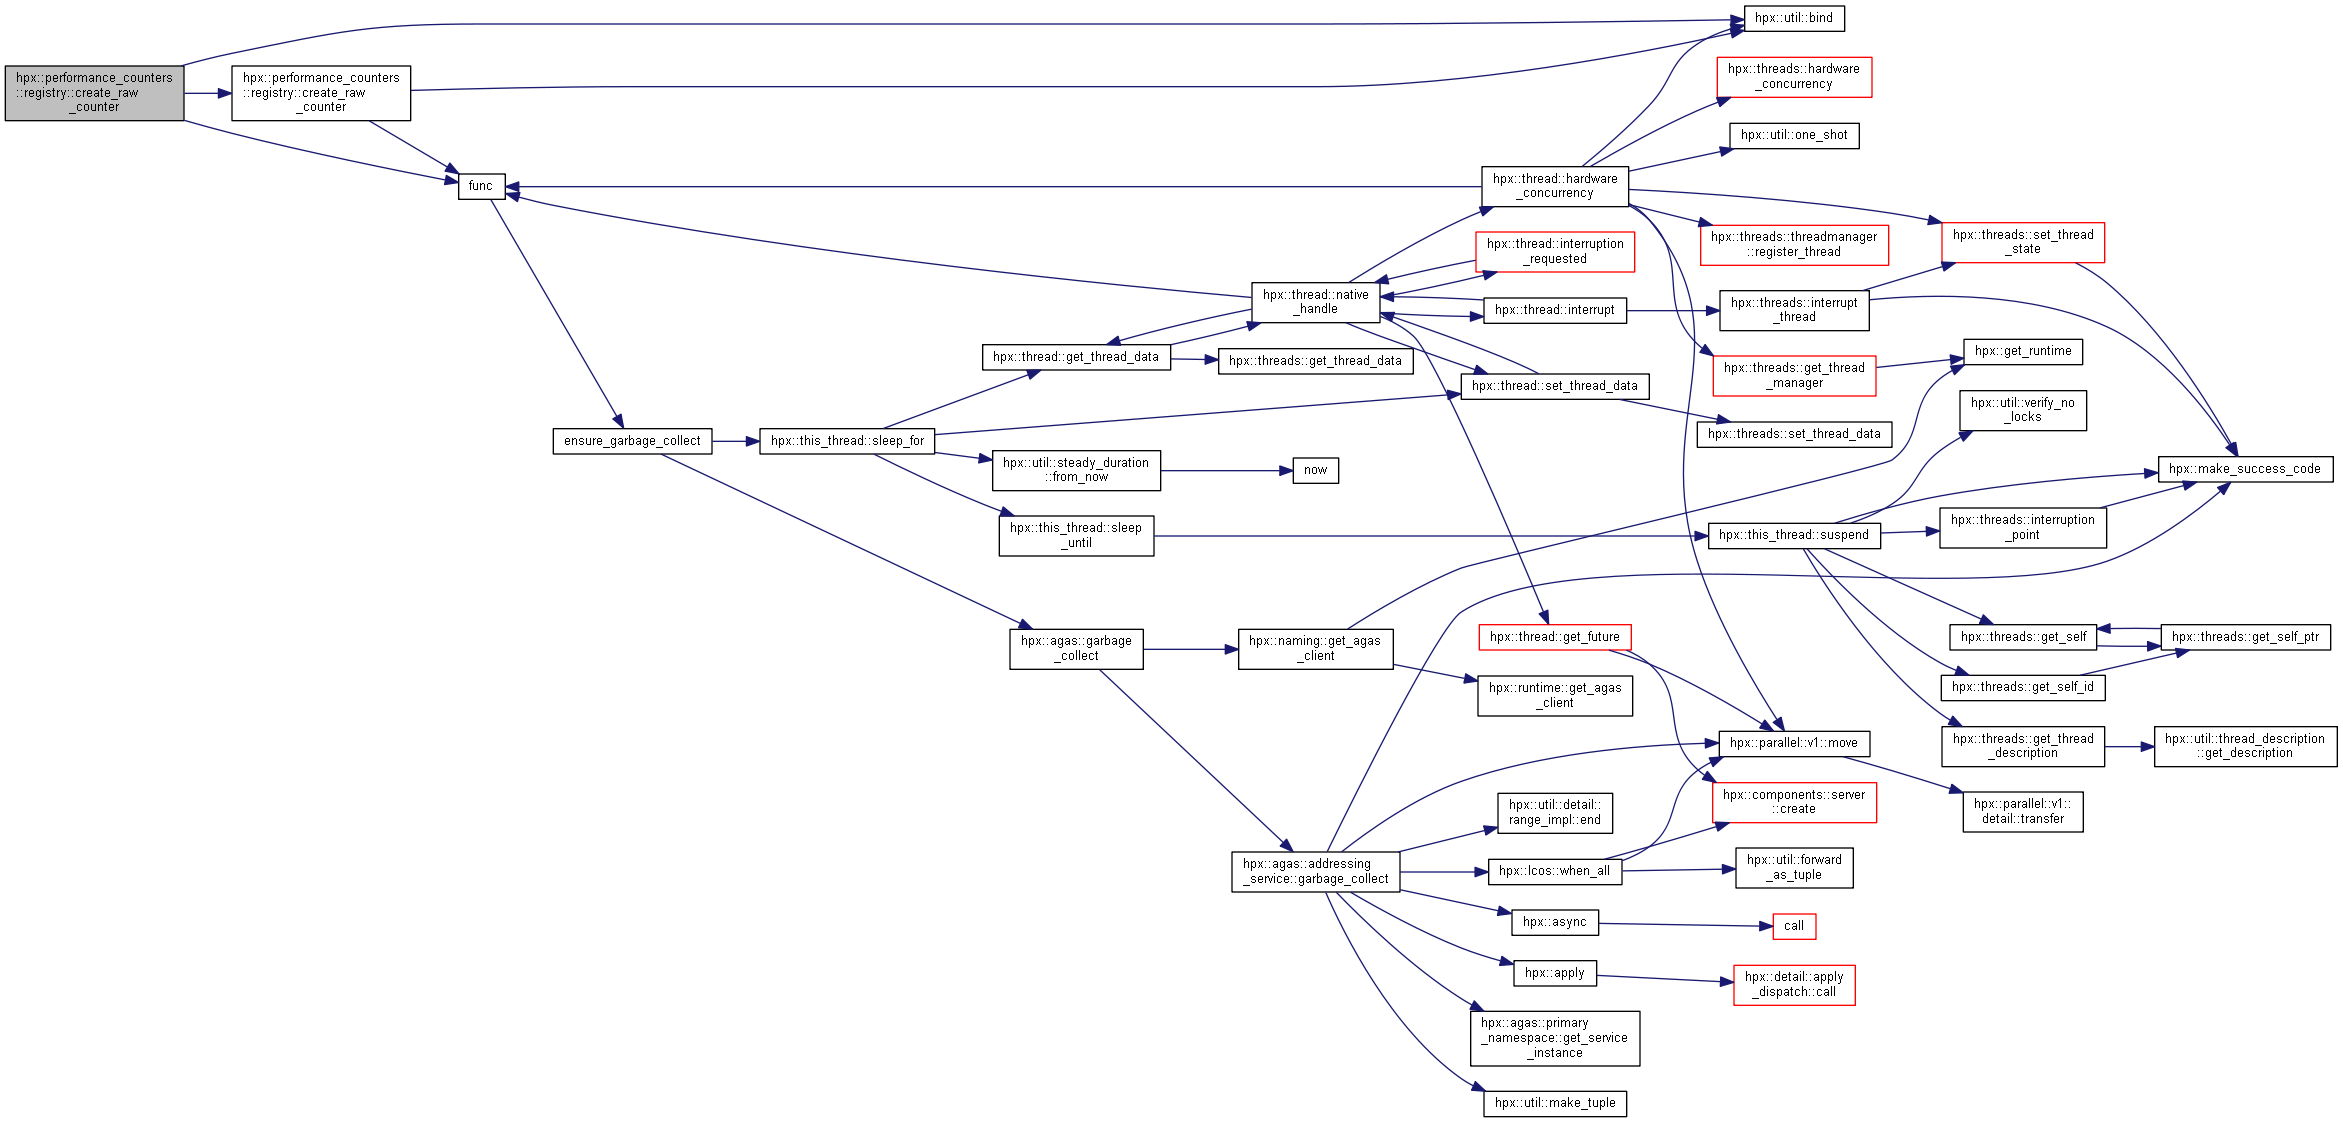 hpx::performance_counters
::registry::create_raw
_counter
hpx::performance_counters
::registry::create_raw
_counter
func
ensure_garbage_collect
hpx::this_thread::sleep_for
hpx::thread::get_thread_data
hpx::util::steady_duration
::from_now
hpx::this_thread::sleep
_until
hpx::agas::garbage
_collect
hpx::thread::native
_handle
hpx::threads::get_thread_data
now
hpx::naming::get_agas
_client
hpx::agas::addressing
_service::garbage_collect
hpx::thread::hardware
_concurrency
hpx::thread::interruption
_requested
hpx::thread::interrupt
hpx::thread::set_thread_data
hpx::thread::get_future
hpx::runtime::get_agas
_client
hpx::util::detail::
range_impl::end
hpx::lcos::when_all
hpx::async
hpx::apply
hpx::agas::primary
_namespace::get_service
_instance
hpx::util::make_tuple
hpx::util::bind
hpx::threads::hardware
_concurrency
hpx::util::one_shot
hpx::threads::threadmanager
::register_thread
hpx::threads::interrupt
_thread
hpx::threads::get_thread
_manager
hpx::threads::set_thread_data
hpx::this_thread::suspend
hpx::parallel::v1::move
hpx::components::server
::create
hpx::util::forward
_as_tuple
call
hpx::detail::apply
_dispatch::call
hpx::threads::set_thread
_state
hpx::get_runtime
hpx::util::verify_no
_locks
hpx::threads::interruption
_point
hpx::threads::get_self
hpx::threads::get_self_id
hpx::threads::get_thread
_description
hpx::parallel::v1::
detail::transfer
hpx::make_success_code
hpx::threads::get_self_ptr
hpx::util::thread_description
::get_description